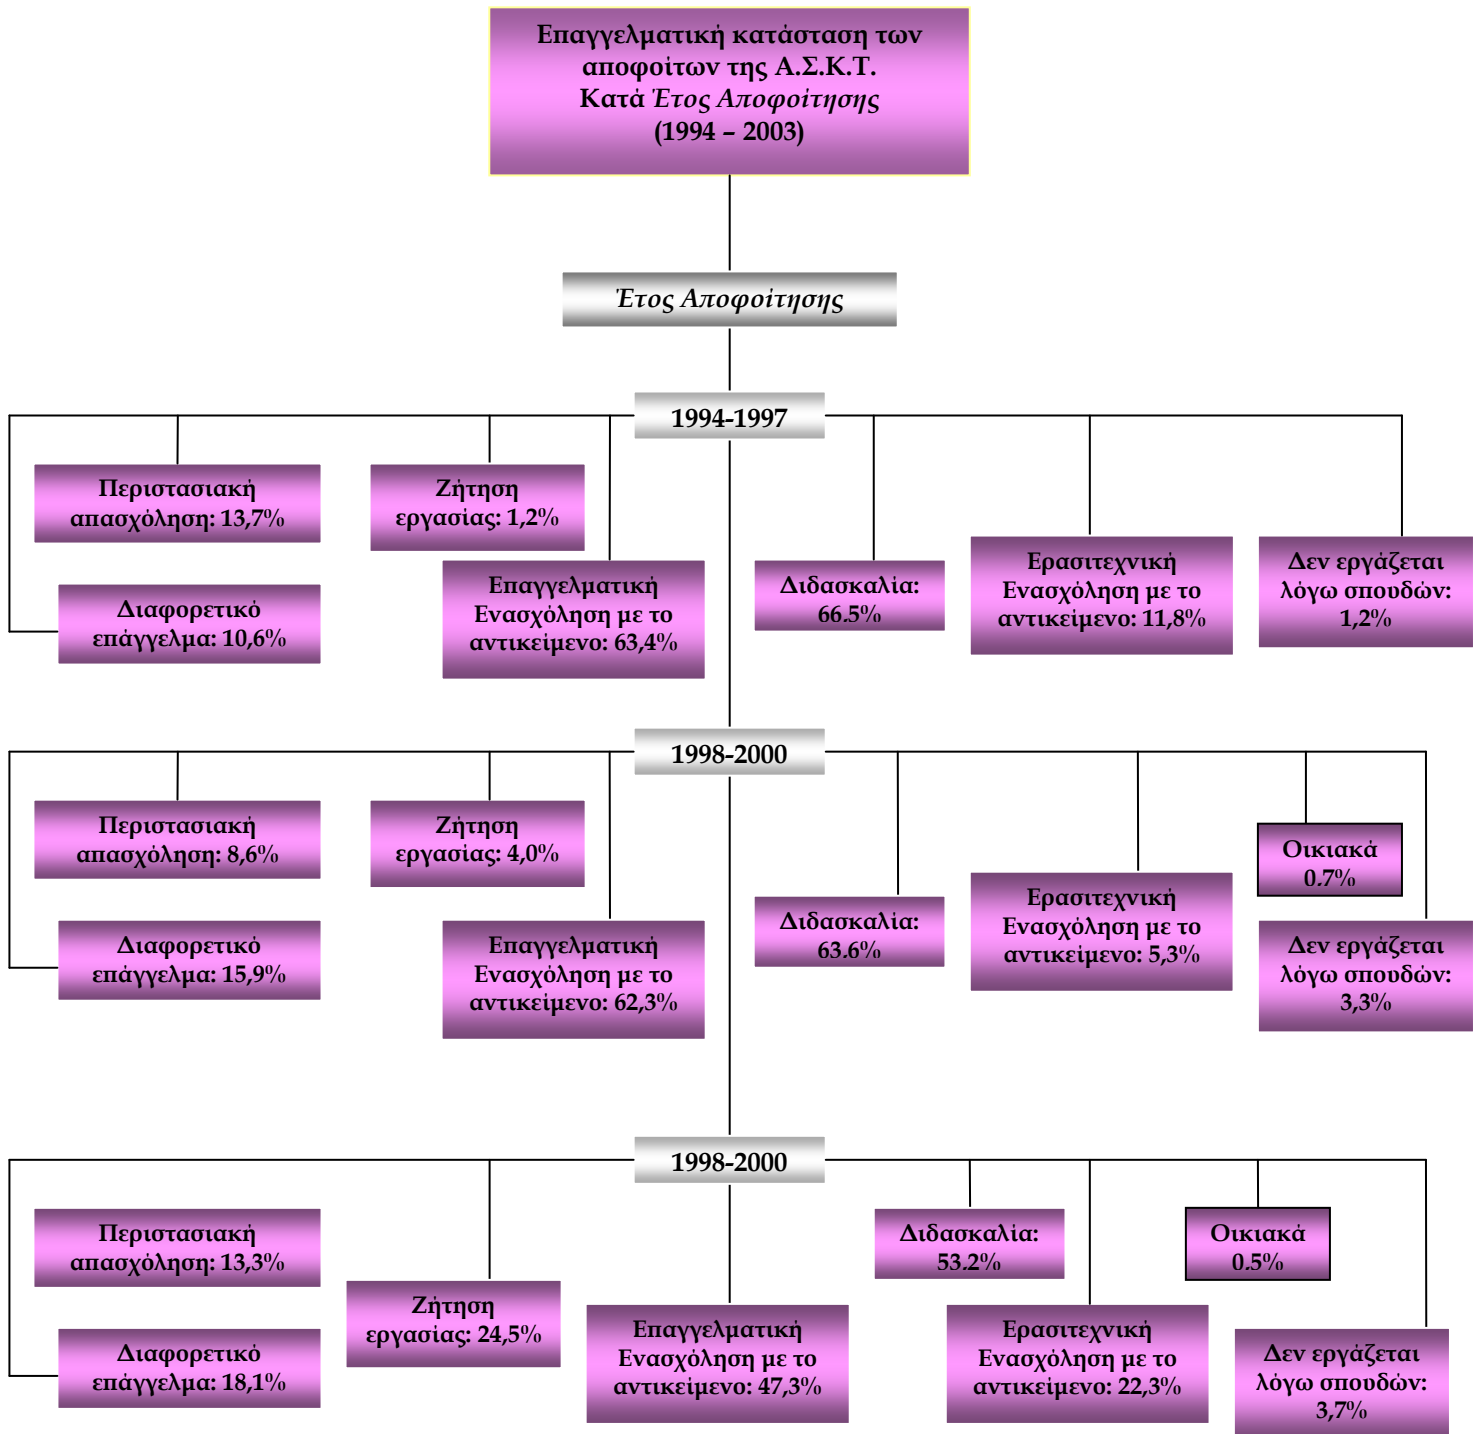 Επαγγελματική κατάσταση των
αποφοίτων της Α.Σ.Κ.Τ.
Κατά Έτος Αποφοίτησης
(1994 – 2003)
Έτος Αποφοίτησης
1994-1997
Περιστασιακή
απασχόληση: 13,7%
Ζήτηση
εργασίας: 1,2%
Διαφορετικό
επάγγελμα: 10,6%
Επαγγελματική
Ενασχόληση με το
αντικείμενο: 63,4%
Διδασκαλία:
66.5%
Ερασιτεχνική
Ενασχόληση με το
αντικείμενο: 11,8%
Δεν εργάζεται
λόγω σπουδών:
1,2%
1998-2000
Περιστασιακή
απασχόληση: 8,6%
Ζήτηση
εργασίας: 4,0%
Διαφορετικό
επάγγελμα: 15,9%
Επαγγελματική
Ενασχόληση με το
αντικείμενο: 62,3%
Διδασκαλία:
63.6%
Ερασιτεχνική
Ενασχόληση με το
αντικείμενο: 5,3%
Οικιακά
0.7%
Δεν εργάζεται
λόγω σπουδών:
3,3%
1998-2000
Περιστασιακή
απασχόληση: 13,3%
Διαφορετικό
επάγγελμα: 18,1%
Ζήτηση
εργασίας: 24,5%
Επαγγελματική
Ενασχόληση με το
αντικείμενο: 47,3%
Διδασκαλία:
53.2%
Ερασιτεχνική
Ενασχόληση με το
αντικείμενο: 22,3%
Οικιακά
0.5%
Δεν εργάζεται
λόγω σπουδών:
3,7%